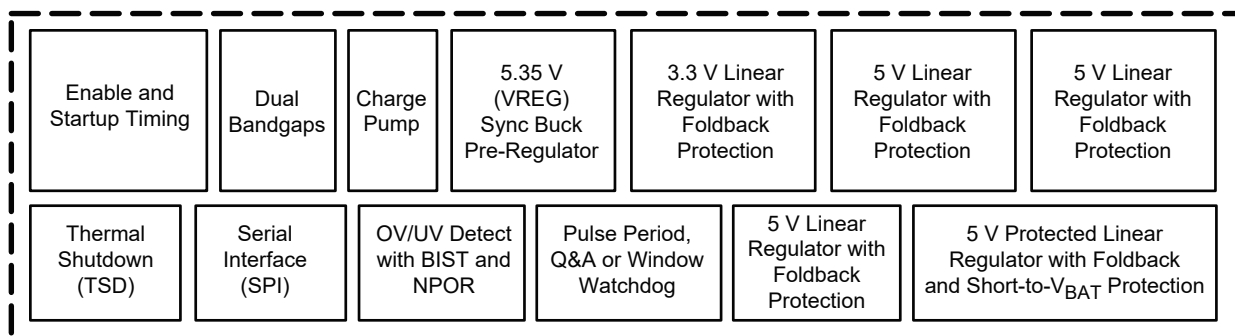 Enable and
Startup Timing
Dual
Bandgaps
Charge
Pump
5.35 V
(VREG)
Sync Buck
Pre-Regulator
3.3 V Linear
Regulator with
Foldback
Protection
5 V Linear
Regulator with
Foldback
Protection
5 V Linear
Regulator with
Foldback
Protection
Thermal
Shutdown
(TSD)
Serial
Interface
(SPI)
OV/UV Detect
with BIST and
NPOR
Pulse Period,
Q&A or Window
Watchdog
5 V Linear
Regulator with
Foldback
Protection
5 V Protected Linear
Regulator with Foldback
and Short-to-VBAT Protection